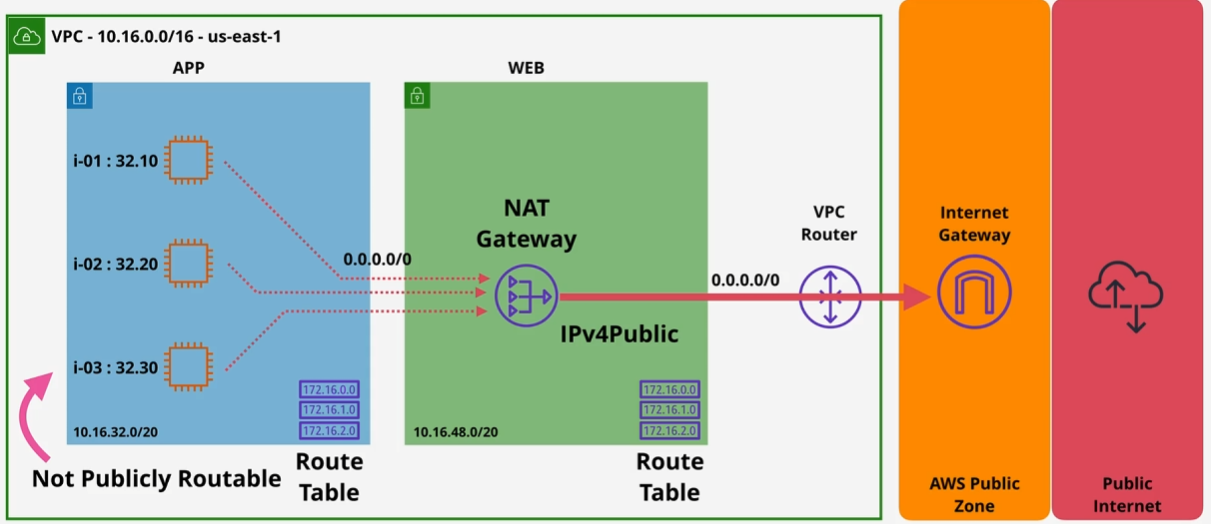 VPC - 10.16.0.0/16 - us-east-1
APP
WEB
i-01 : 32.10
i-02 : 32.20
i-03 : 32.30
0.0.0.0/0
NAT
Gateway
IPv4Public
0.0.0.0/0
VPC
Router
Internet
Gateway
172.16.0.0
172.16.1.0
172.16.2.0
10.16.32.0/20
172.16.0.0
172.16.1.0
172.16.2.0
10.16.48.0/20
Not Publicly Routable
Route
Table
Route
Table
AWS Public
Zone
Public
Internet